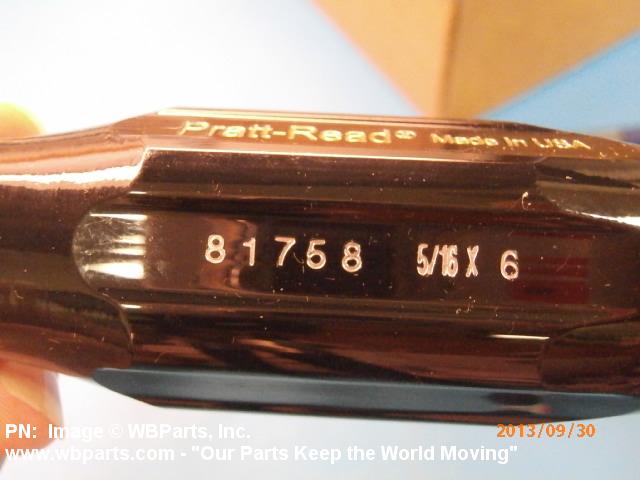 Pratt-Read® Made in USA
81758 5/16 X 6
PN: Image © WBParts, Inc.
2013/09/30
www.wbparts.com - "Our Parts Keep the World Moving"